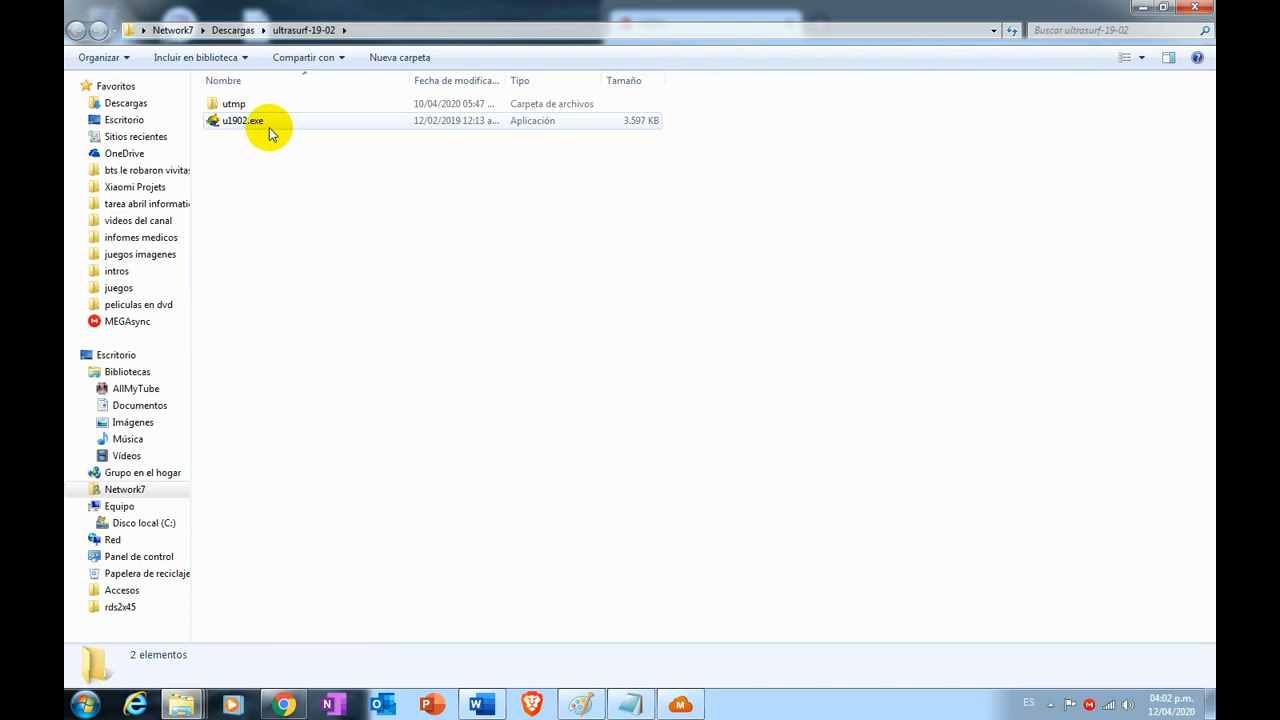 Network7 Descargas ultrasurf-19-02
Buscar ultrasurf-19-02
Organizar Incluir en biblioteca Compartir con Nueva carpeta
Nombre Fecha de modifica... Tipo Tamaño
utmp 10/04/2020 05:47 ... Carpeta de archivos
u1902.exe 12/02/2019 12:13 a... Aplicación 3.597 KB
Favoritos
Descargas
Escritorio
Sitios recientes
OneDrive
bts le robaron vivitas
Xiaomi Projets
tarea abril informati
videos del canal
infomes medicos
juegos imagenes
intros
juegos
peliculas en dvd
MEGAsync
Escritorio
Bibliotecas
AllMyTube
Documentos
Imágenes
Música
Vídeos
Grupo en el hogar
Network7
Equipo
Disco local (C:)
Red
Panel de control
Papelera de reciclaje
Accesos
rds2x45
2 elementos
ES
04:02 p.m.
12/04/2020